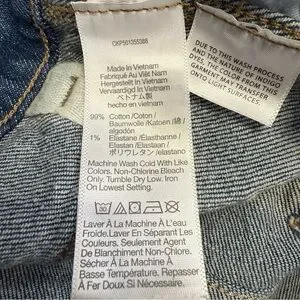 CKP501355388
Made in Vietnam
Fabriqué Au Viêt Nam
Hergestellt In Vietnam
Vervaardigd In Vietnam
ベトナム製
hecho en vietnam
99% Cotton /Coton /
Baumwolle /Katoen /綿 /
algodón
1% Elastane /Élasthanne /
Elastan /Elastaan /
ポリウレタン /elastano
Machine Wash Cold With Like
Colors. Non-Chlorine Bleach
Only. Tumble Dry Low. Iron
On Lowest Setting.
Laver À La Machine À L'eau
Froide.Laver En Séparant Les
Couleurs. Seulement Agent
De Blanchiment Non-Chlore.
Sécher À La Machine À
Basse Température. Repasser
À Fer Doux Si Nécessaire.
DUE TO THIS WASH PROCESS
AND THE NATURE OF INDIGO
DYES, THE COLOR FROM THIS
GARMENT MAY TRANSFER
ONTO LIGHT SURFACES.